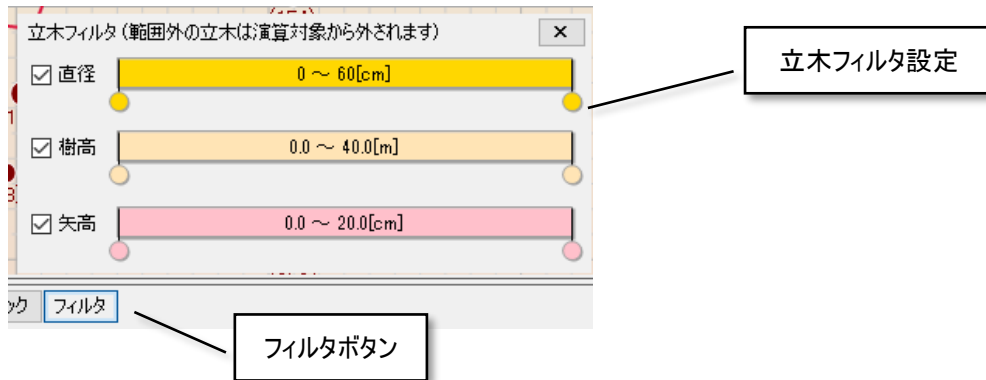 立木フィルタ(範囲外の立木は演算対象から外されます)
直径
0 ~ 60[cm]
立木フィルタ設定
樹高
0.0 ~ 40.0[m]
矢高
0.0 ~ 20.0[cm]
フィルタ
フィルタボタン